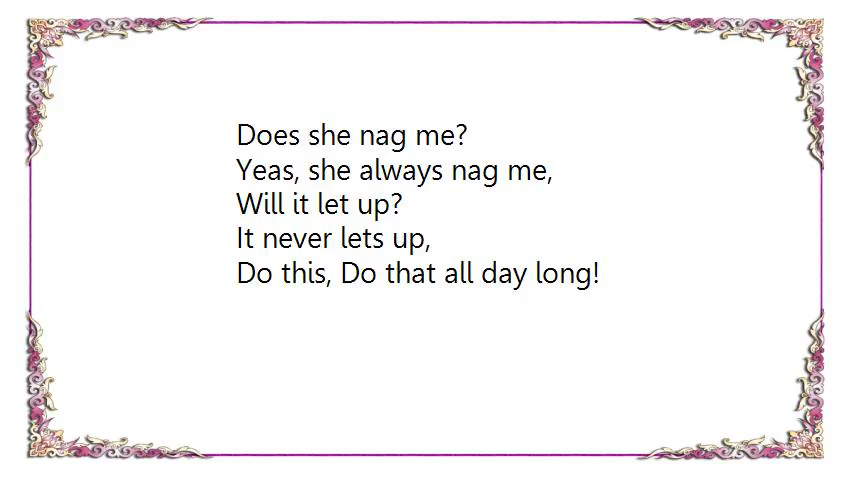 Does she nag me?
Yeas, she always nag me,
Will it let up?
It never lets up,
Do this, Do that all day long!